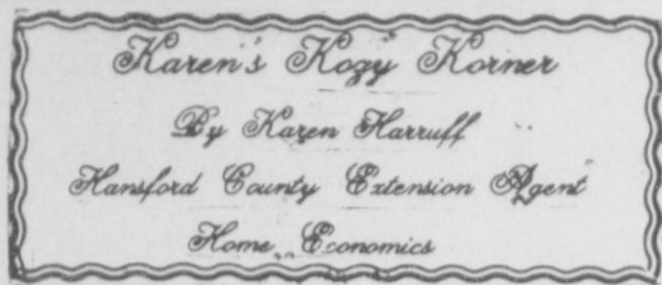 Karen's Kozy Korner
By Karen Harruff
Hansford County Extension Agent
Home Economics